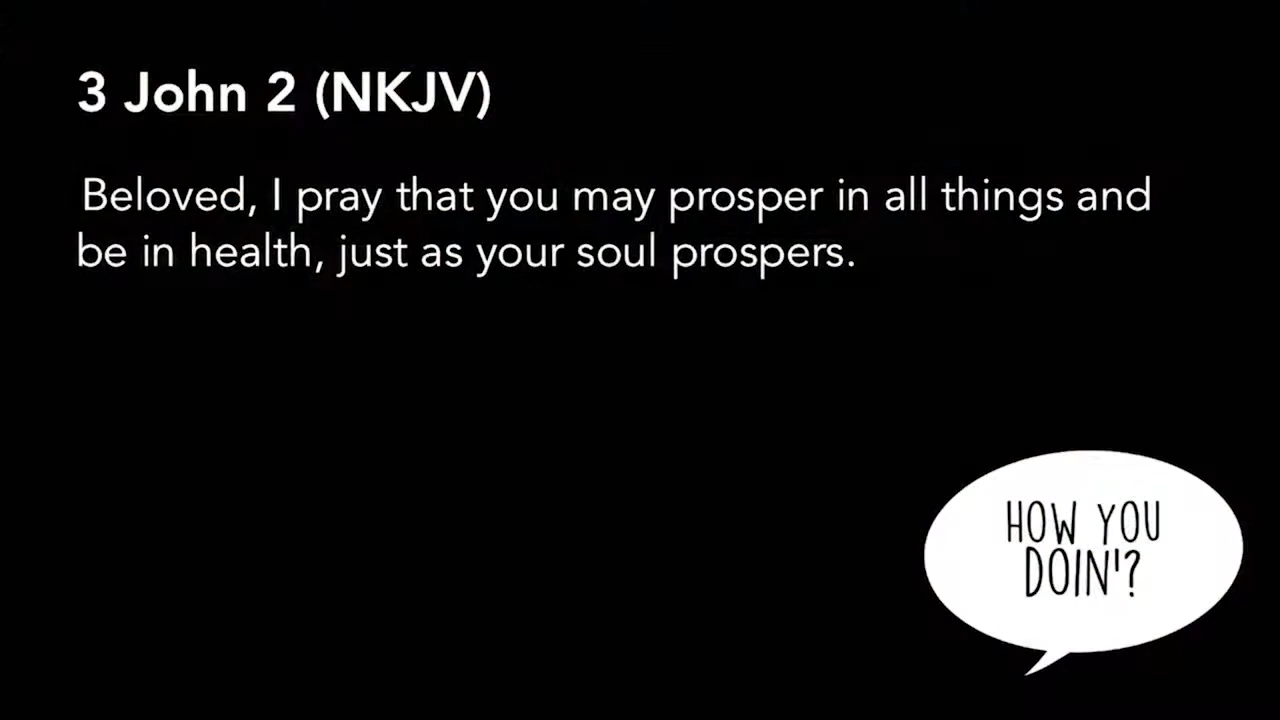 3 John 2 (NKJV)
Beloved, I pray that you may prosper in all things and
be in health, just as your soul prospers.
HOW YOU
DOIN'?